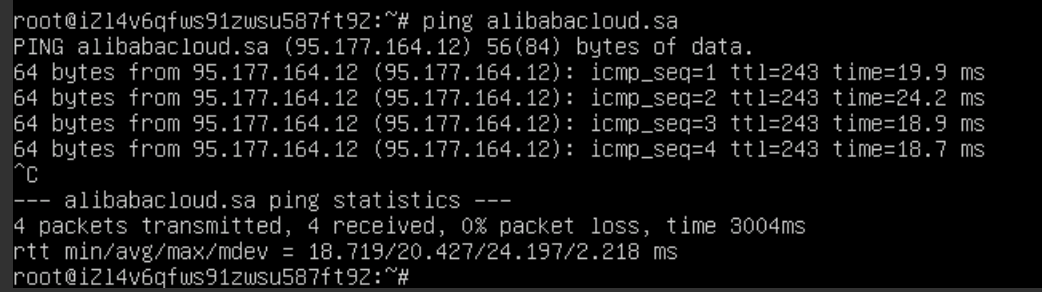 root@iZl4v6qfws91zwsu587ft9Z:~# ping alibabacloud.sa
PING alibabacloud.sa (95.177.164.12) 56(84) bytes of data.
64 bytes from 95.177.164.12 (95.177.164.12): icmp_seq=1 ttl=243 time=19.9 ms
64 bytes from 95.177.164.12 (95.177.164.12): icmp_seq=2 ttl=243 time=24.2 ms
64 bytes from 95.177.164.12 (95.177.164.12): icmp_seq=3 ttl=243 time=18.9 ms
64 bytes from 95.177.164.12 (95.177.164.12): icmp_seq=4 ttl=243 time=18.7 ms
^C
--- alibabacloud.sa ping statistics ---
4 packets transmitted, 4 received, 0% packet loss, time 3004ms
rtt min/avg/max/mdev = 18.719/20.427/24.197/2.218 ms
root@iZl4v6qfws91zwsu587ft9Z:~#